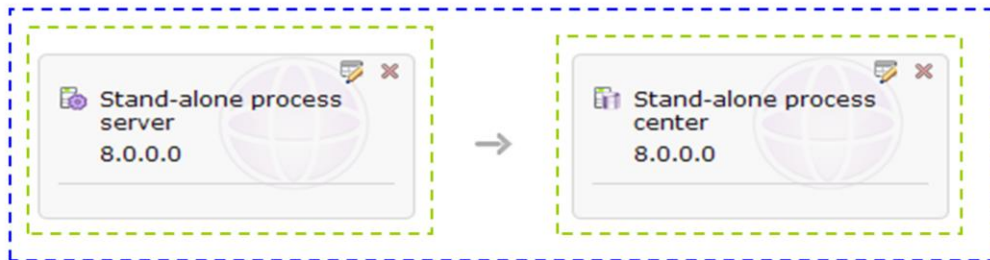 Stand-alone process
server
8.0.0.0
Stand-alone process
center
8.0.0.0